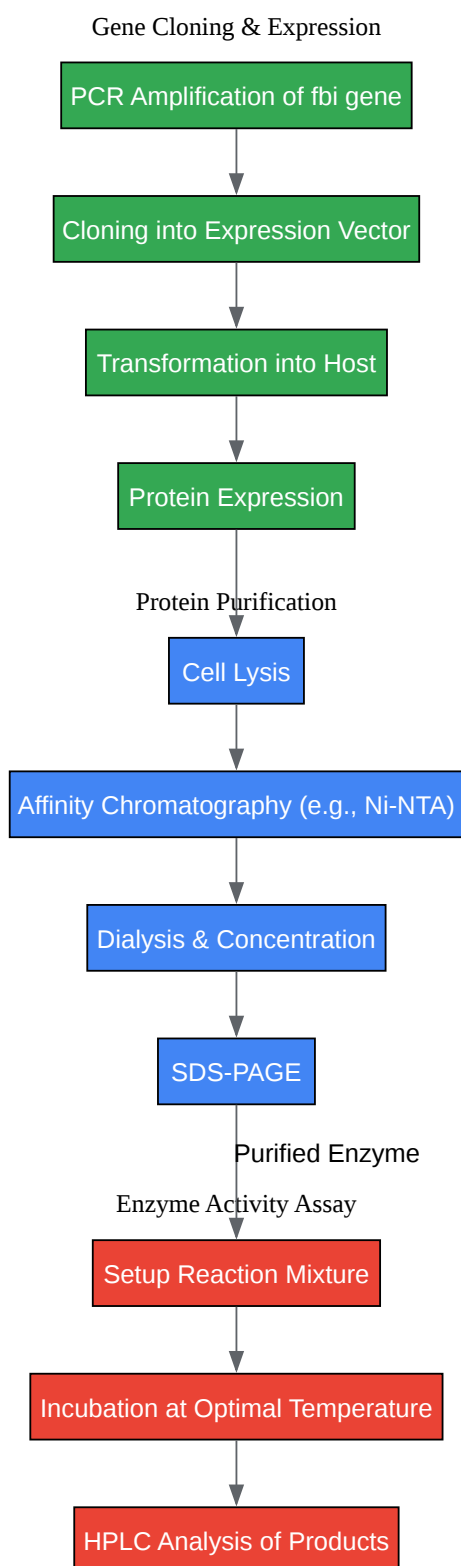 Gene Cloning & Expression
PCR Amplification of fbi gene
Cloning into Expression Vector
Transformation into Host
Protein Expression
Protein Purification
Cell Lysis
Affinity Chromatography (e.g., Ni-NTA)
Dialysis & Concentration
SDS-PAGE
Purified Enzyme
Enzyme Activity Assay
Setup Reaction Mixture
Incubation at Optimal Temperature
HPLC Analysis of Products